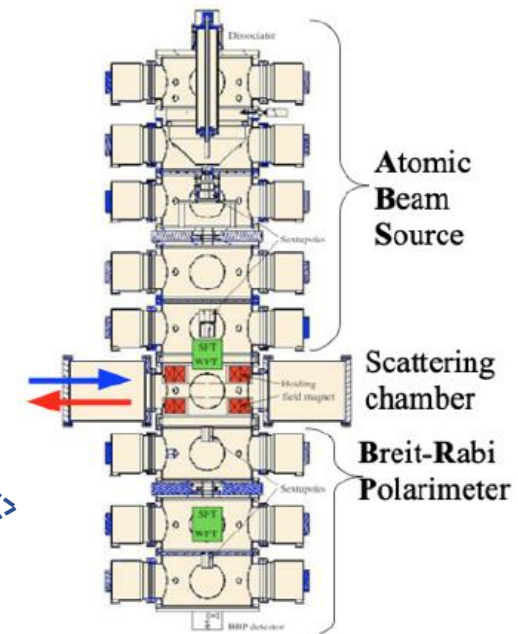 Dissociator
Atomic
Beam
Source
Sextupoles
SFT
WFT
Scattering
chamber
Holding
field magnet
Breit-Rabi
Polarimeter
Sextupoles
SFT
WFT
BRP detector